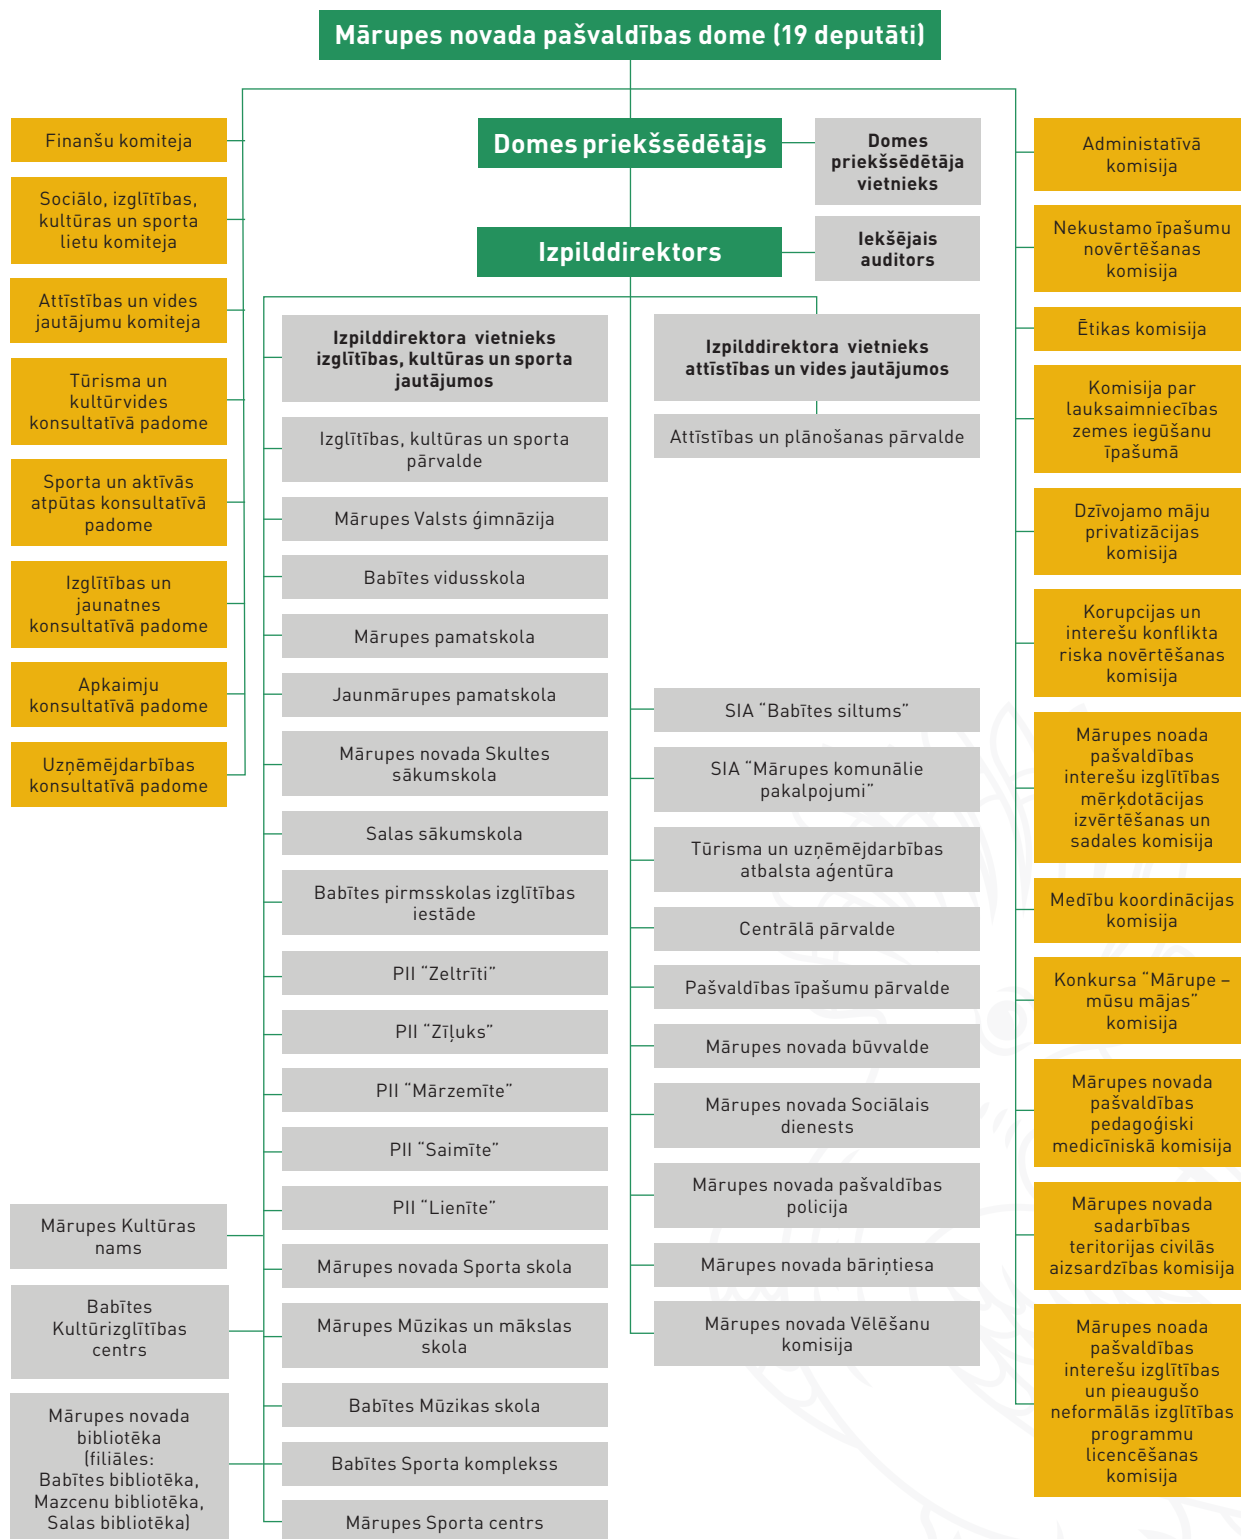 Mārupes novada pašvaldības dome (19 deputāti)
Domes priekšsēdētājs
Domes
priekšsēdētāja
vietnieks
Izpilddirektors
Iekšējais
auditors
Finanšu komiteja
Sociālo, izglītības,
kultūras un sporta
lietu komiteja
Attīstības un vides
jautājumu komiteja
Tūrisma un
kultūrvides
konsultatīvā padome
Sporta un aktīvās
atpūtas konsultatīvā
padome
Izglītības un
jaunatnes
konsultatīvā padome
Apkaimju
konsultatīvā padome
Uzņēmējdarbības
konsultatīvā padome
Mārupes Kultūras
nams
Babītes
Kultūrizglītības
centrs
Mārupes novada
bibliotēka
(filiāles:
Babītes bibliotēka,
Mazcenu bibliotēka,
Salas bibliotēka)
Izpilddirektora vietnieks
izglītības, kultūras un sporta
jautājumos
Izglītības, kultūras un sporta
pārvalde
Mārupes Valsts ģimnāzija
Babītes vidusskola
Mārupes pamatskola
Jaunmārupes pamatskola
Mārupes novada Skultes
sākumskola
Salas sākumskola
Babītes pirmsskolas izglītības
iestāde
PII “Zeltrīti”
PII “Zīļuks”
PII “Mārzemīte”
PII “Saimīte”
PII “Lienīte”
Mārupes novada Sporta skola
Mārupes Mūzikas un mākslas
skola
Babītes Mūzikas skola
Babītes Sporta komplekss
Mārupes Sporta centrs
Izpilddirektora vietnieks
attīstības un vides jautājumos
Attīstības un plānošanas pārvalde
SIA “Babītes siltums”
SIA “Mārupes komunālie
pakalpojumi”
Tūrisma un uzņēmējdarbības
atbalsta aģentūra
Centrālā pārvalde
Pašvaldības īpašumu pārvalde
Mārupes novada būvvalde
Mārupes novada Sociālais
dienests
Mārupes novada pašvaldības
policija
Mārupes novada bāriņtiesa
Mārupes novada Vēlēšanu
komisija
Administatīvā
komisija
Nekustamo īpašumu
novērtēšanas
komisija
Ētikas komisija
Komisija par
lauksaimniecības
zemes iegūšanu
īpašumā
Dzīvojamo māju
privatizācijas
komisija
Korupcijas un
interešu konflikta
riska novērtēšanas
komisija
Mārupes noada
pašvaldības
interešu izglītības
mērķdotācijas
izvērtēšanas un
sadales komisija
Medību koordinācijas
komisija
Konkursa “Mārupe –
mūsu mājas”
komisija
Mārupes novada
pašvaldības
pedagoģiski
medicīniskā komisija
Mārupes novada
sadarbības
teritorijas civilās
aizsardzības komisija
Mārupes noada
pašvaldības
interešu izglītības
un pieaugušo
neformālās izglītības
programmu
licencēšanas
komisija